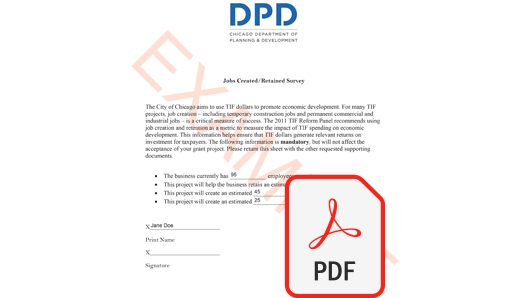 DPD
CHICAGO DEPARTMENT OF
PLANNING & DEVELOPMENT
Jobs Created/Retained Survey
The City of Chicago aims to use TIF dollars to promote economic development. For many TIF
projects, job creation – including temporary construction jobs and permanent commercial and
industrial jobs – is a critical measure of success. The 2011 TIF Reform Panel recommends using
job creation and retention as a metric to measure the impact of TIF spending on economic
development. This information helps ensure that TIF dollars generate relevant returns on
investment for taxpayers. The following information is mandatory, but will not affect the
acceptance of your grant project. Please return this sheet with the other requested supporting
documents.
• The business currently has 95
• This project will help the business retain an
• This project will create an estimated 45
• This project will create an estimated 25
X Jane Doe
Print Name
X
Signature
PDF